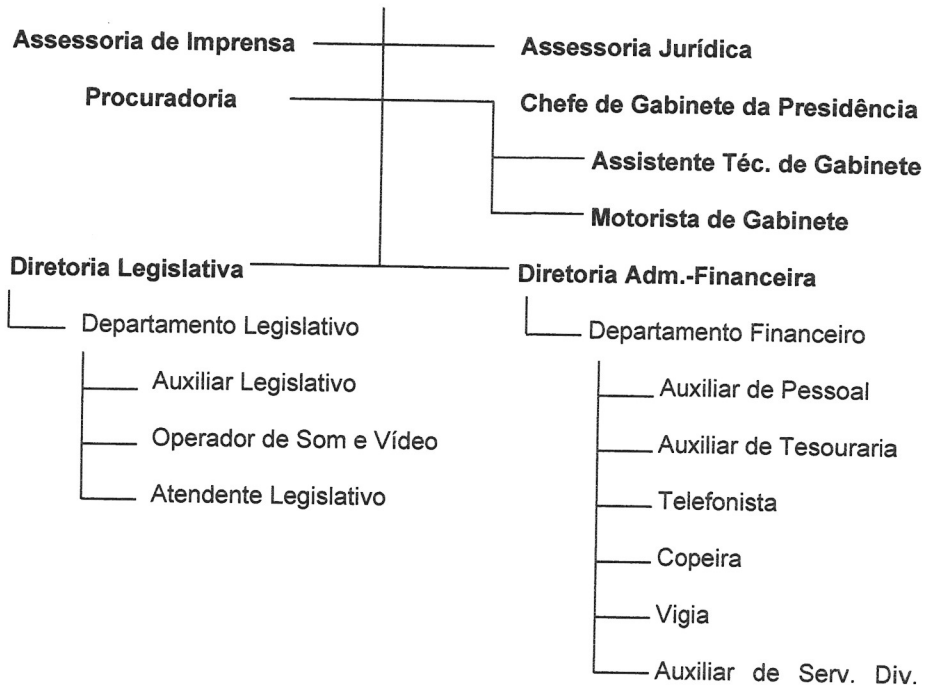 Assessoria de Imprensa
Assessoria Jurídica
Procuradoria
Chefe de Gabinete da Presidência
Assistente Téc. de Gabinete
Motorista de Gabinete
Diretoria Legislativa
Diretoria Adm.-Financeira
Departamento Legislativo
Departamento Financeiro
Auxiliar Legislativo
Auxiliar de Pessoal
Operador de Som e Vídeo
Auxiliar de Tesouraria
Atendente Legislativo
Telefonista
Copeira
Vigia
Auxiliar de Serv. Div.